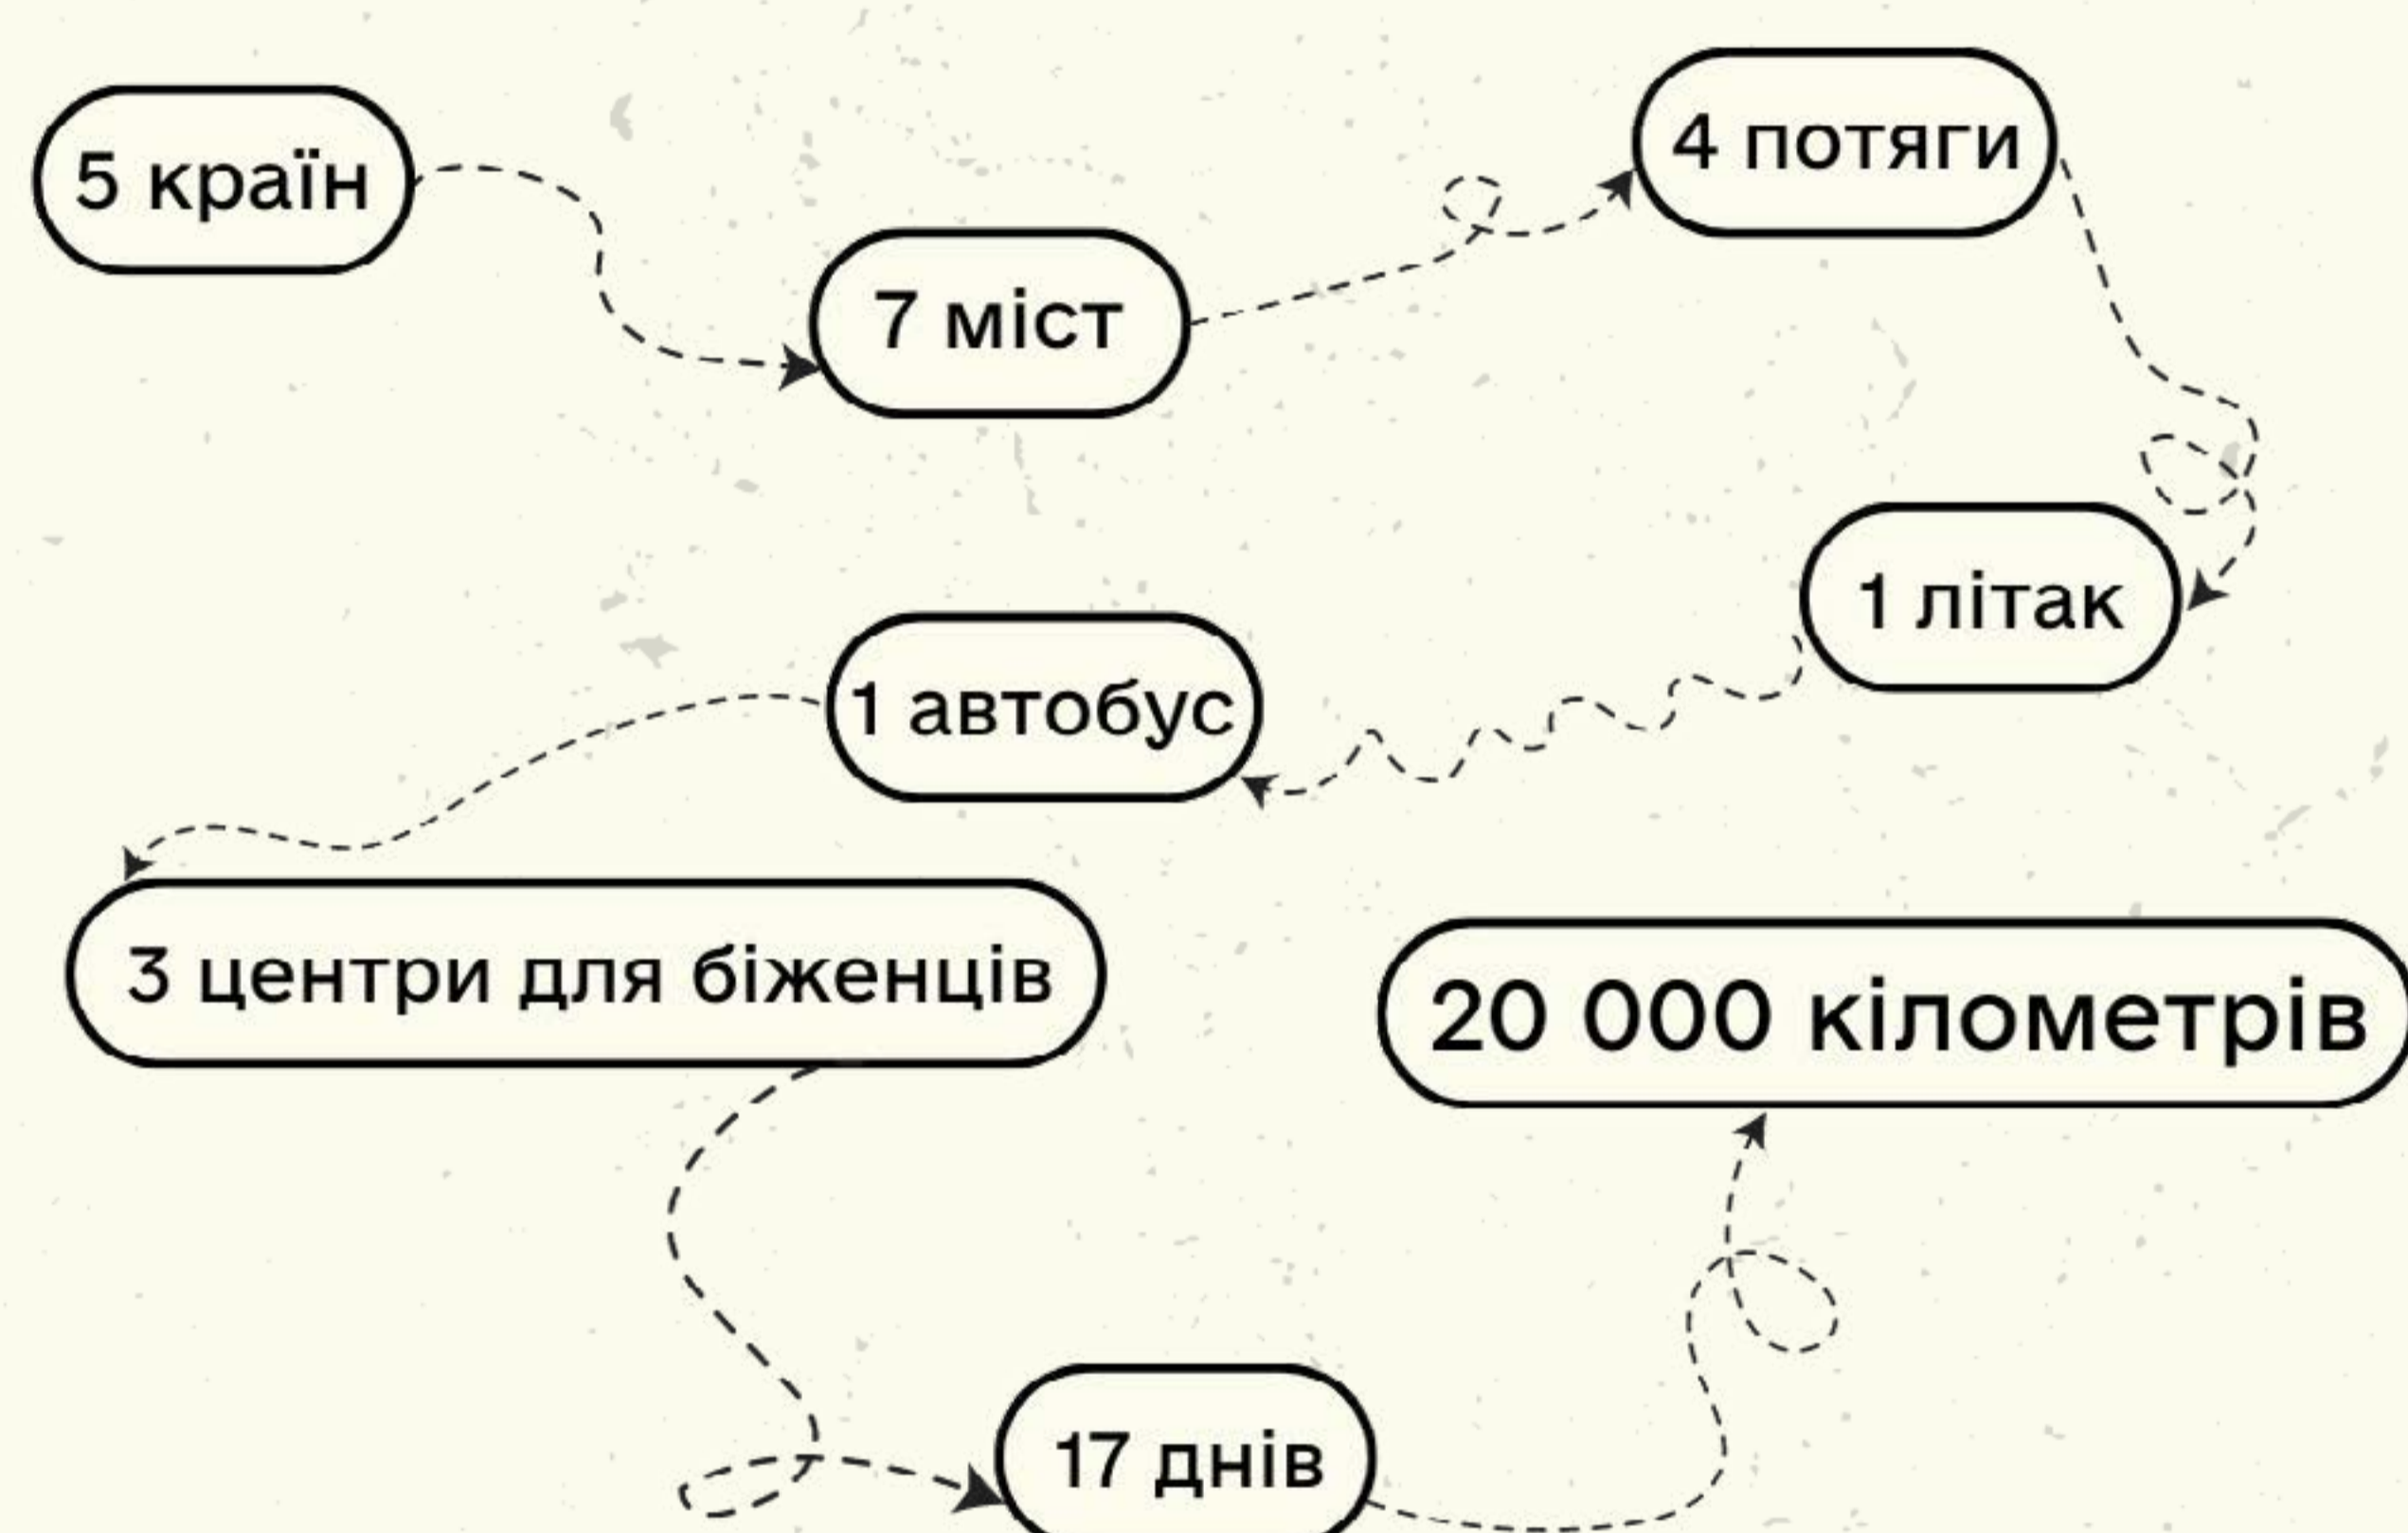 5 країн
7 міст
4 потяги
1 літак
1 автобус
3 центри для біженців
17 днів
20 000 кілометрів